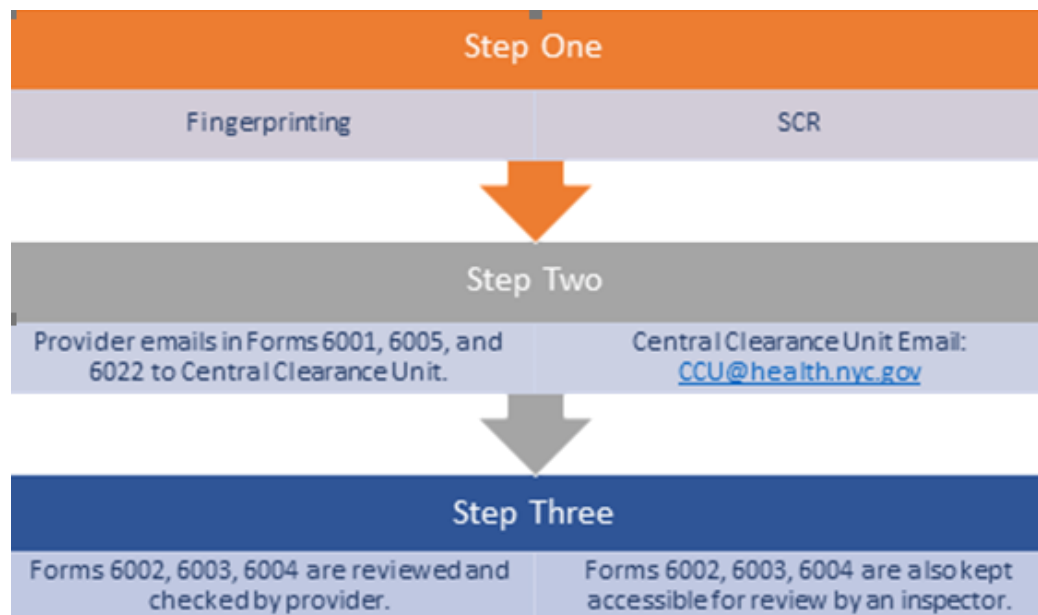 Step One
Fingerprinting
SCR
Step Two
Provider emails in Forms 6001, 6005, and
6022 to Central Clearance Unit.
Central Clearance Unit Email:
CCU@health.nyc.gov
Step Three
Forms 6002, 6003, 6004 are reviewed and
checked by provider.
Forms 6002, 6003, 6004 are also kept
accessible for review by an inspector.